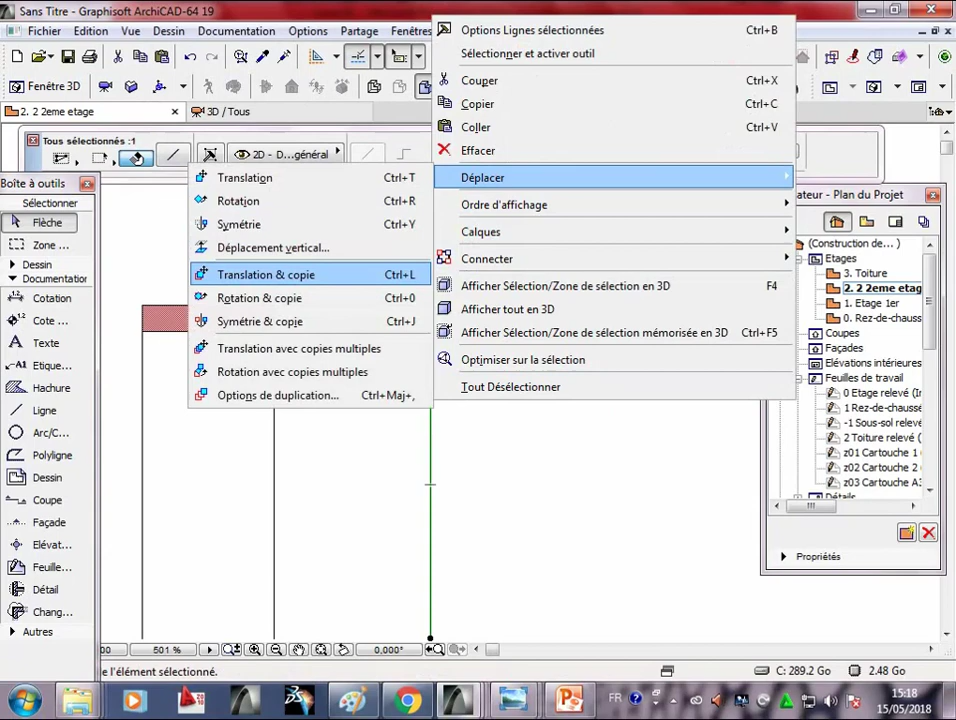 Sans Titre - Graphisoft ArchiCAD-64 19
Fichier Edition Vue Dessin Documentation Options Partage Fenêtres
Fenêtre 3D
2. 2 2eme etage
3D / Tous
Tous sélectionnés :1
2D - D...général
Boîte à outils
Sélectionner
Flèche
Zone ...
Dessin
Documentation
Cotation
Cote ...
Texte
Etique...
Hachure
Ligne
Arc/C...
Polyligne
Dessin
Coupe
Façade
Elévat...
Feuille...
Détail
Chang...
Autres
Translation Ctrl+T
Rotation Ctrl+R
Symétrie Ctrl+Y
Déplacement vertical...
Translation & copie Ctrl+L
Rotation & copie Ctrl+0
Symétrie & copie Ctrl+J
Translation avec copies multiples
Rotation avec copies multiples
Options de duplication... Ctrl+Maj+,
Options Lignes sélectionnées Ctrl+B
Sélectionner et activer outil
Couper Ctrl+X
Copier Ctrl+C
Coller Ctrl+V
Effacer
Déplacer
Ordre d'affichage
Calques
Connecter
Afficher Sélection/Zone de sélection en 3D F4
Afficher tout en 3D
Afficher Sélection/Zone de sélection mémorisée en 3D Ctrl+F5
Optimiser sur la sélection
Tout Désélectionner
ateur - Plan du Projet
(Construction de...
Etages
3. Toiture
2. 2 2eme etag
1. Etage 1er
0. Rez-de-chauss
Coupes
Façades
Elévations intérieures
Feuilles de travail
0 Etage relevé (In
1 Rez-de-chaussé
-1 Sous-sol relevé
2 Toiture relevé (
z01 Cartouche 1
z02 Cartouche 2
z03 Cartouche A3
Détails
Propriétés
00 501 % 0,000°
e l'élément sélectionné.
C: 289.2 Go
2.48 Go
FR
15:18
15/05/2018